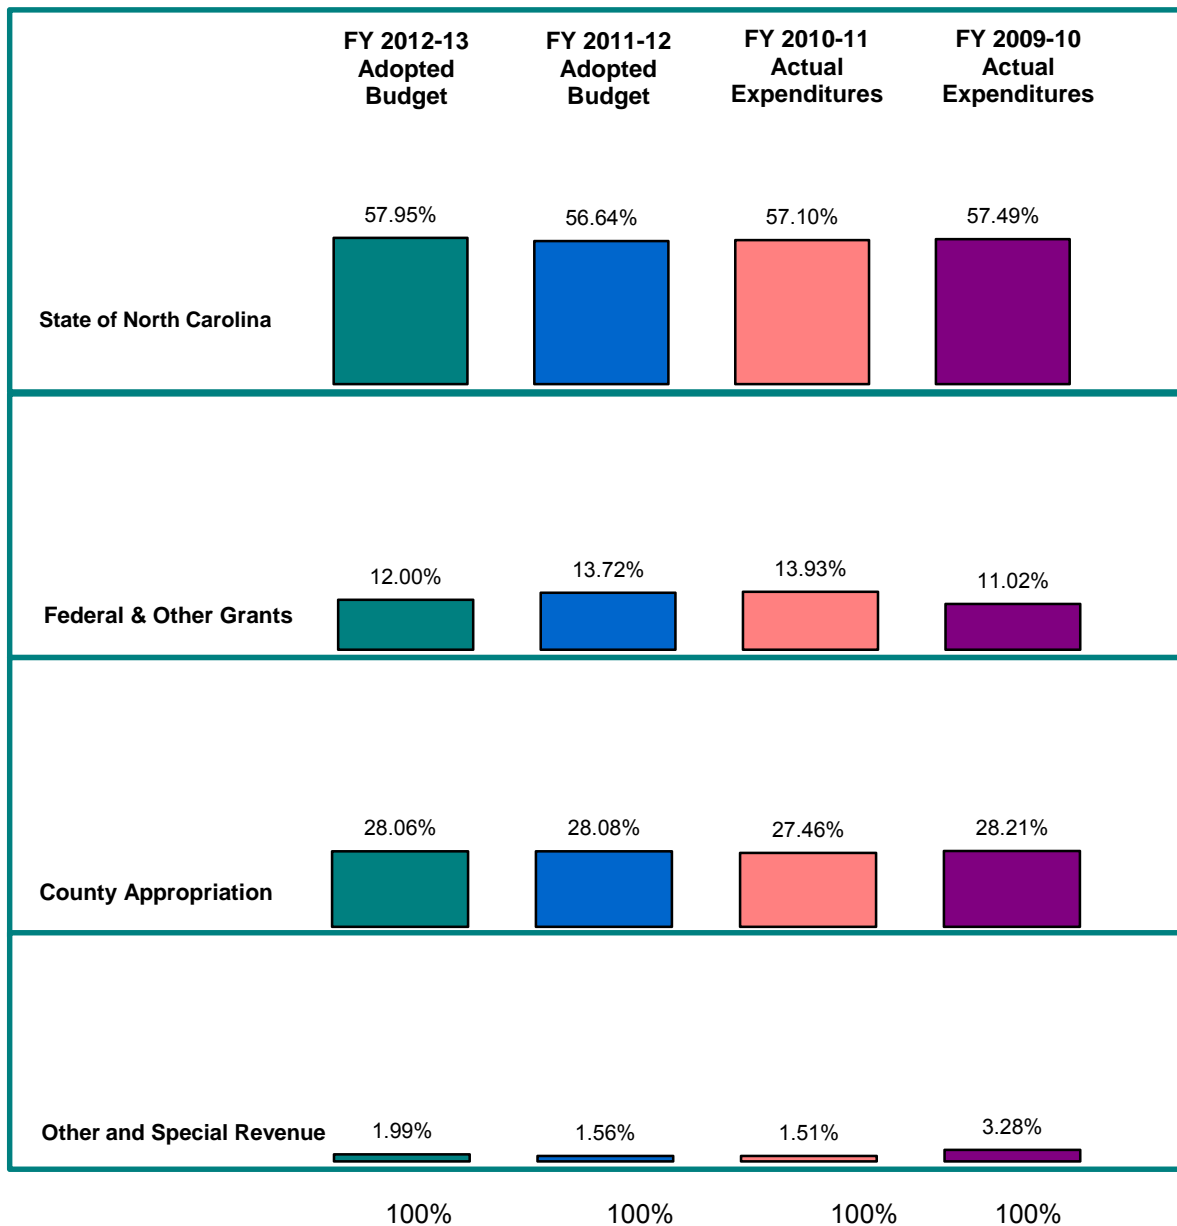 FY 2012-13
Adopted
Budget
FY 2011-12
Adopted
Budget
FY 2010-11
Actual
Expenditures
FY 2009-10
Actual
Expenditures
57.95%
56.64%
57.10%
57.49%
State of North Carolina
12.00%
13.72%
13.93%
11.02%
Federal & Other Grants
28.06%
28.08%
27.46%
28.21%
County Appropriation
Other and Special Revenue
1.99%
1.56%
1.51%
3.28%
100%
100%
100%
100%